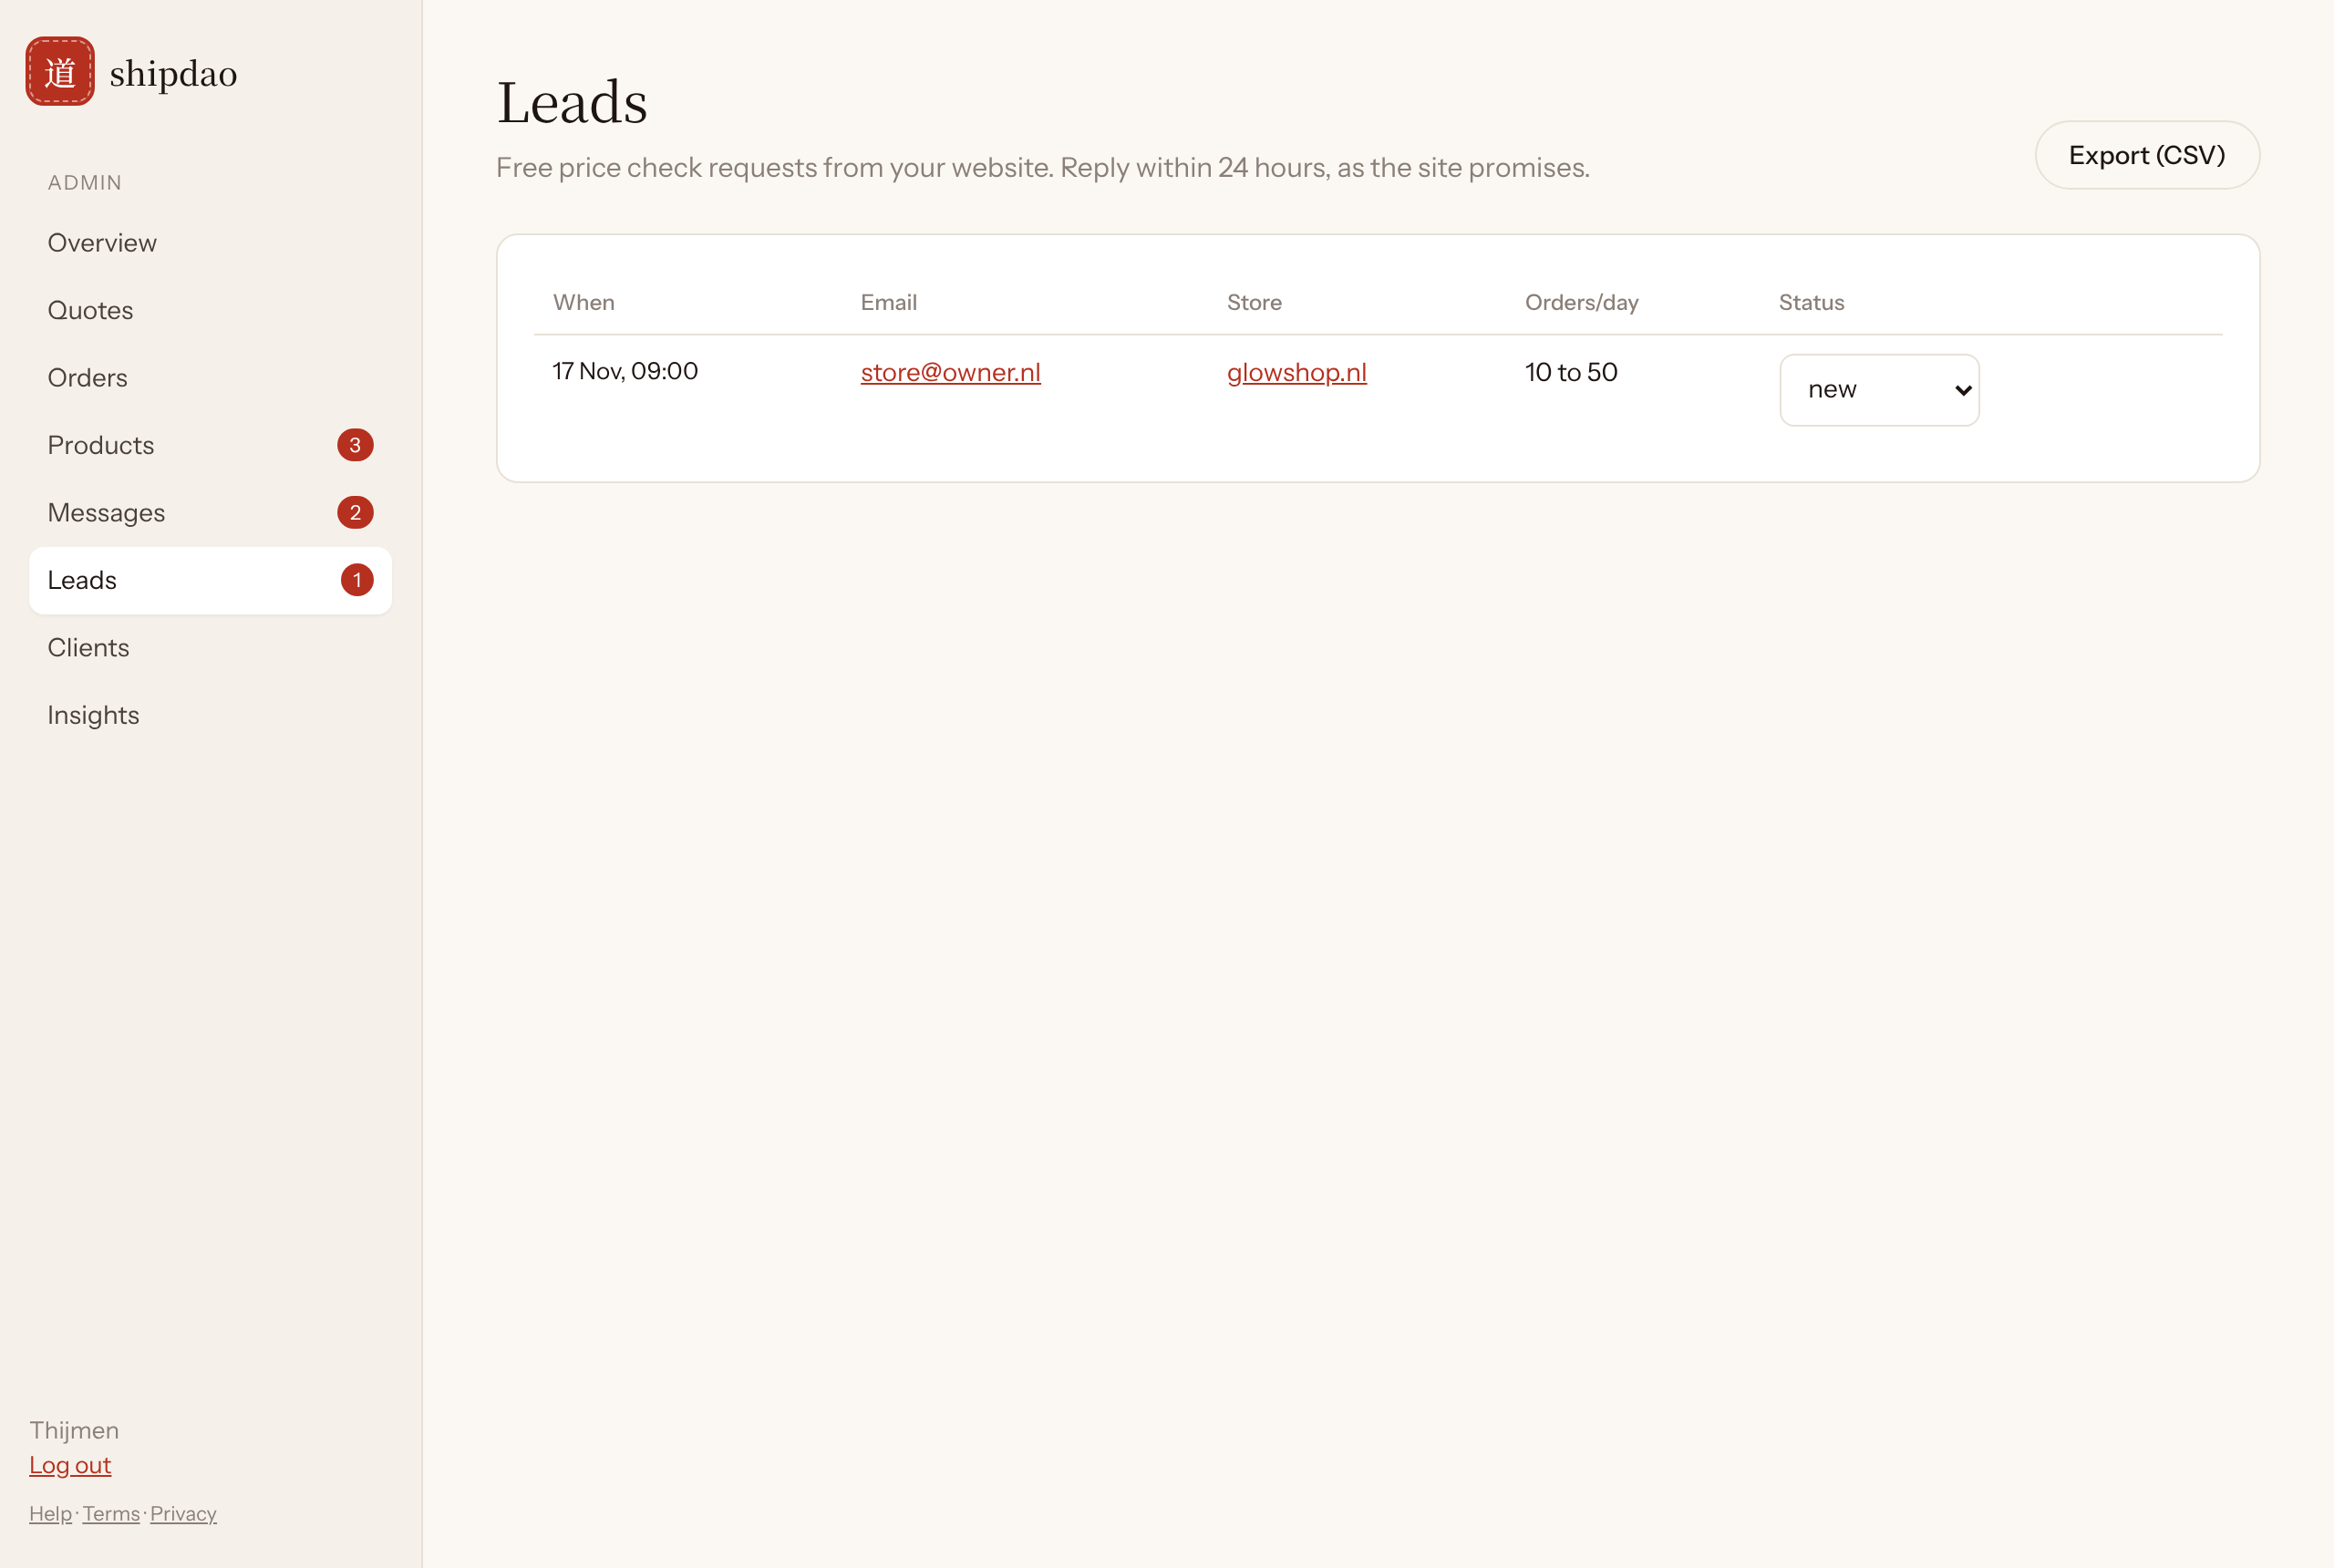 道 shipdao
ADMIN
Overview
Quotes
Orders
Products 3
Messages 2
Leads 1
Clients
Insights
Thijmen
Log out
Help · Terms · Privacy
Leads
Free price check requests from your website. Reply within 24 hours, as the site promises.
Export (CSV)
When Email Store Orders/day Status
17 Nov, 09:00 store@owner.nl glowshop.nl 10 to 50 new